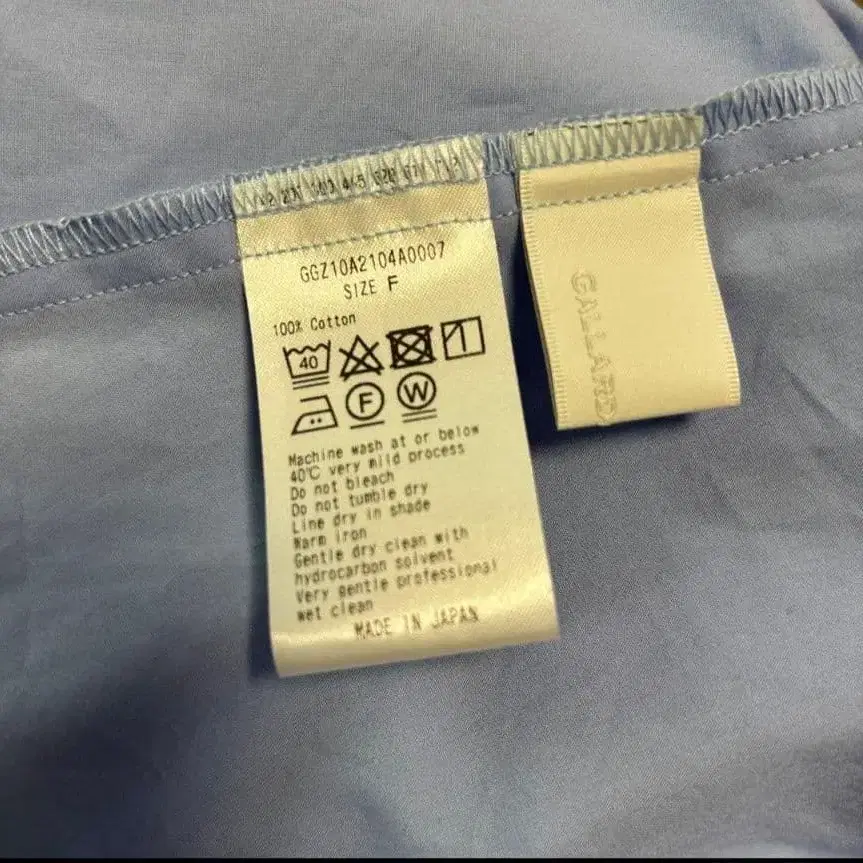 GGZ10A2104A0007
SIZE F
100% Cotton
40
F
W
Machine wash at or below
40℃ very mild process
Do not bleach
Do not tumble dry
Line dry in shade
Warm iron
Gentle dry clean with
hydrocarbon solvent
Very gentle professional
wet clean
MADE IN JAPAN